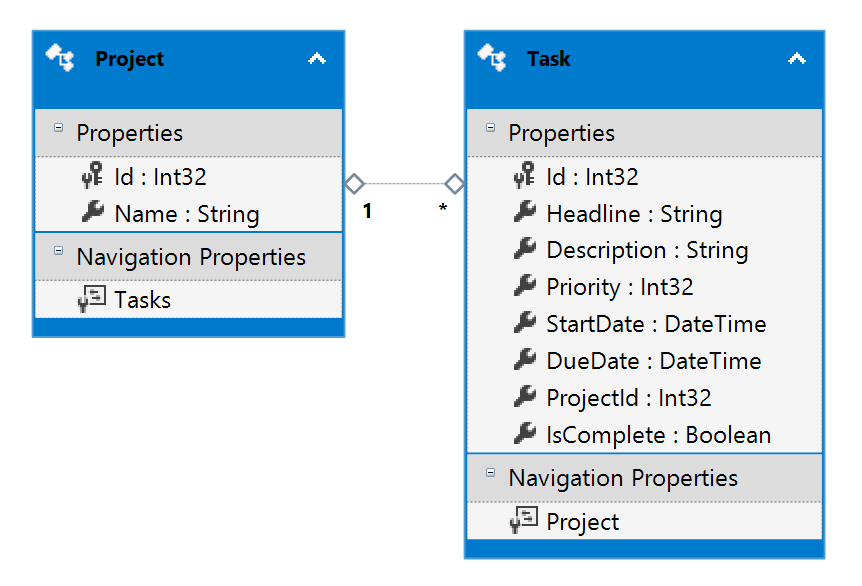 Project
Properties
Id : Int32
Name : String
Navigation Properties
Tasks
1
*
Task
Properties
Id : Int32
Headline : String
Description : String
Priority : Int32
StartDate : DateTime
DueDate : DateTime
ProjectId : Int32
IsComplete : Boolean
Navigation Properties
Project